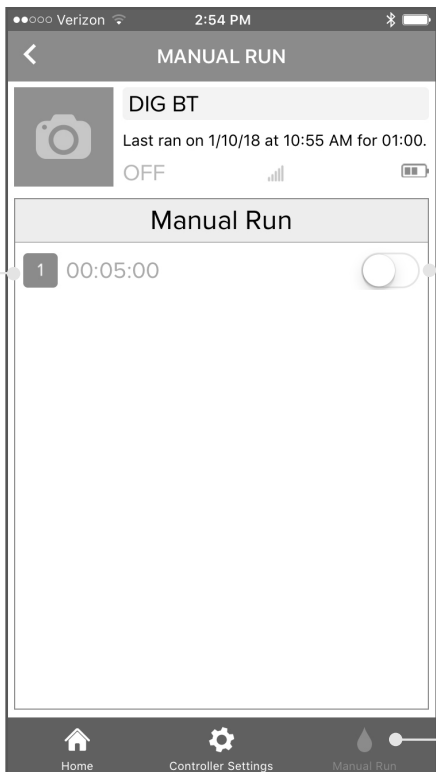 Verizon 2:54 PM
MANUAL RUN
DIG BT
Last ran on 1/10/18 at 10:55 AM for 01:00.
OFF
Manual Run
1 00:05:00
Home Controller Settings Manual Run